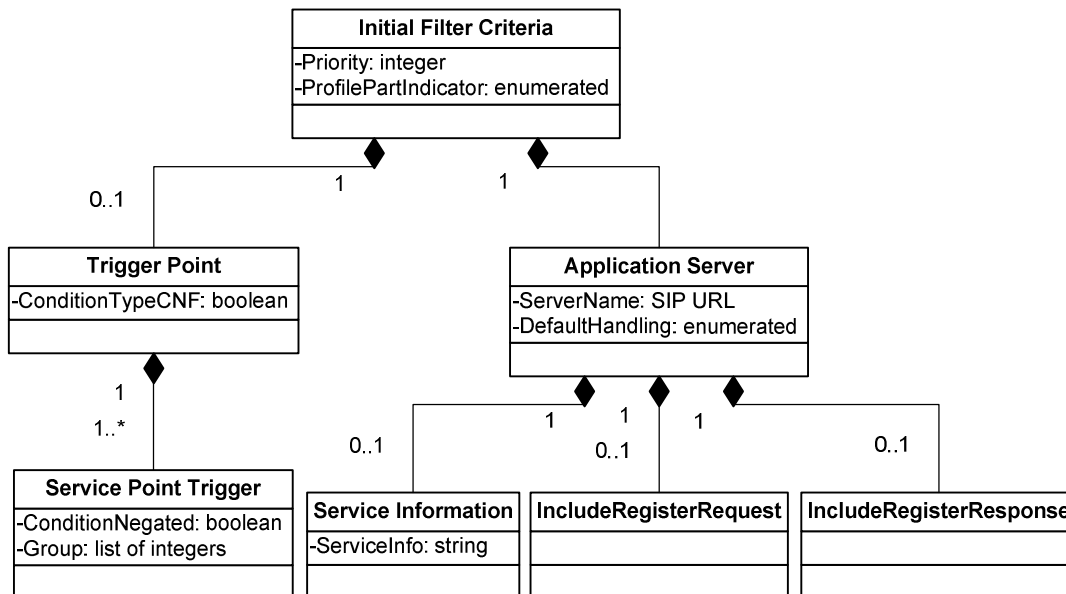 Initial Filter Criteria
-Priority: integer
-ProfilePartIndicator: enumerated
1
1
0..1
Trigger Point
-ConditionTypeCNF: boolean
Application Server
-ServerName: SIP URL
-DefaultHandling: enumerated
1
1..*
1
1
1
0..1
0..1
0..1
Service Point Trigger
-ConditionNegated: boolean
-Group: list of integers
Service Information
-ServiceInfo: string
IncludeRegisterRequest
IncludeRegisterResponse